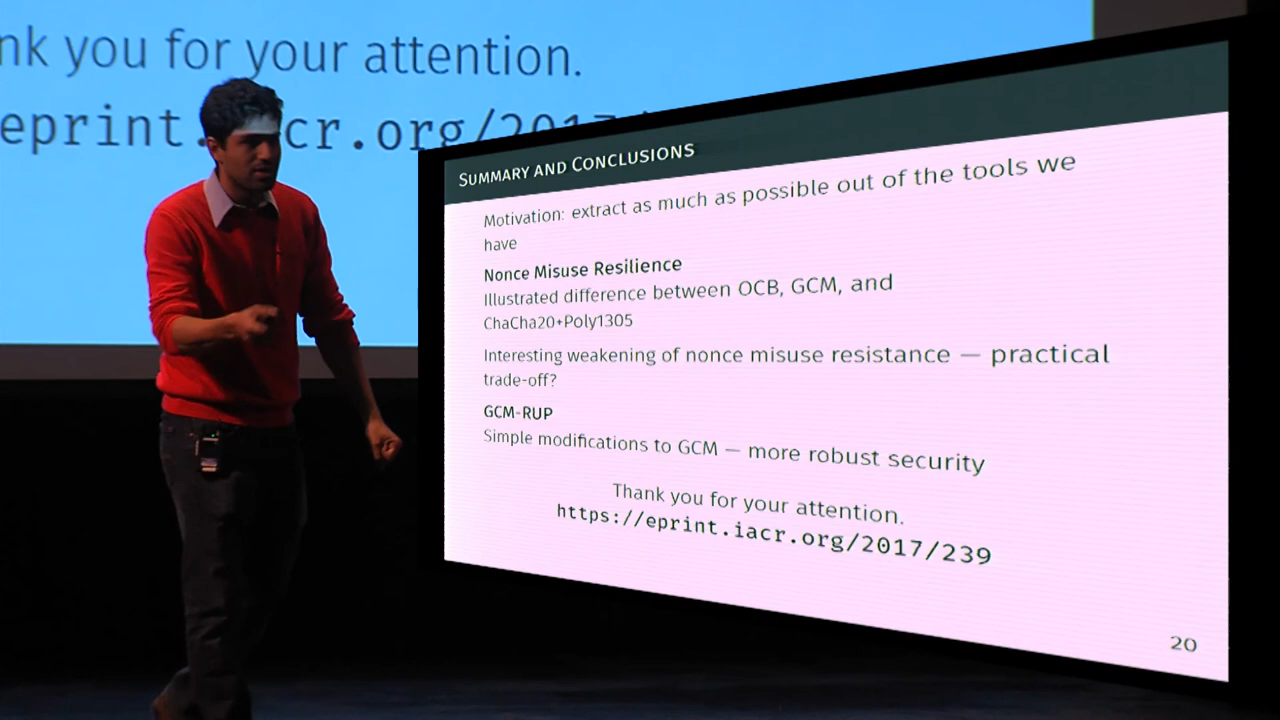 nk you for your attention.
eprint.iacr.org/2017/
SUMMARY AND CONCLUSIONS
Motivation: extract as much as possible out of the tools we
have
Nonce Misuse Resilience
Illustrated difference between OCB, GCM, and
ChaCha20+Poly1305
Interesting weakening of nonce misuse resistance — practical
trade-off?
GCM-RUP
Simple modifications to GCM — more robust security
Thank you for your attention.
https://eprint.iacr.org/2017/239
20